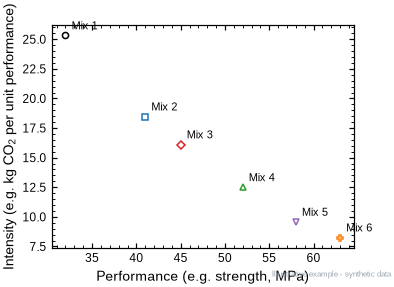 Mix 1
Mix 2
Mix 3
Mix 4
Mix 5
Mix 6
Intensity (e.g. kg CO₂ per unit performance)
25.0
22.5
20.0
17.5
15.0
12.5
10.0
7.5
35
40
45
50
55
60
Performance (e.g. strength, MPa)
example - synthetic data